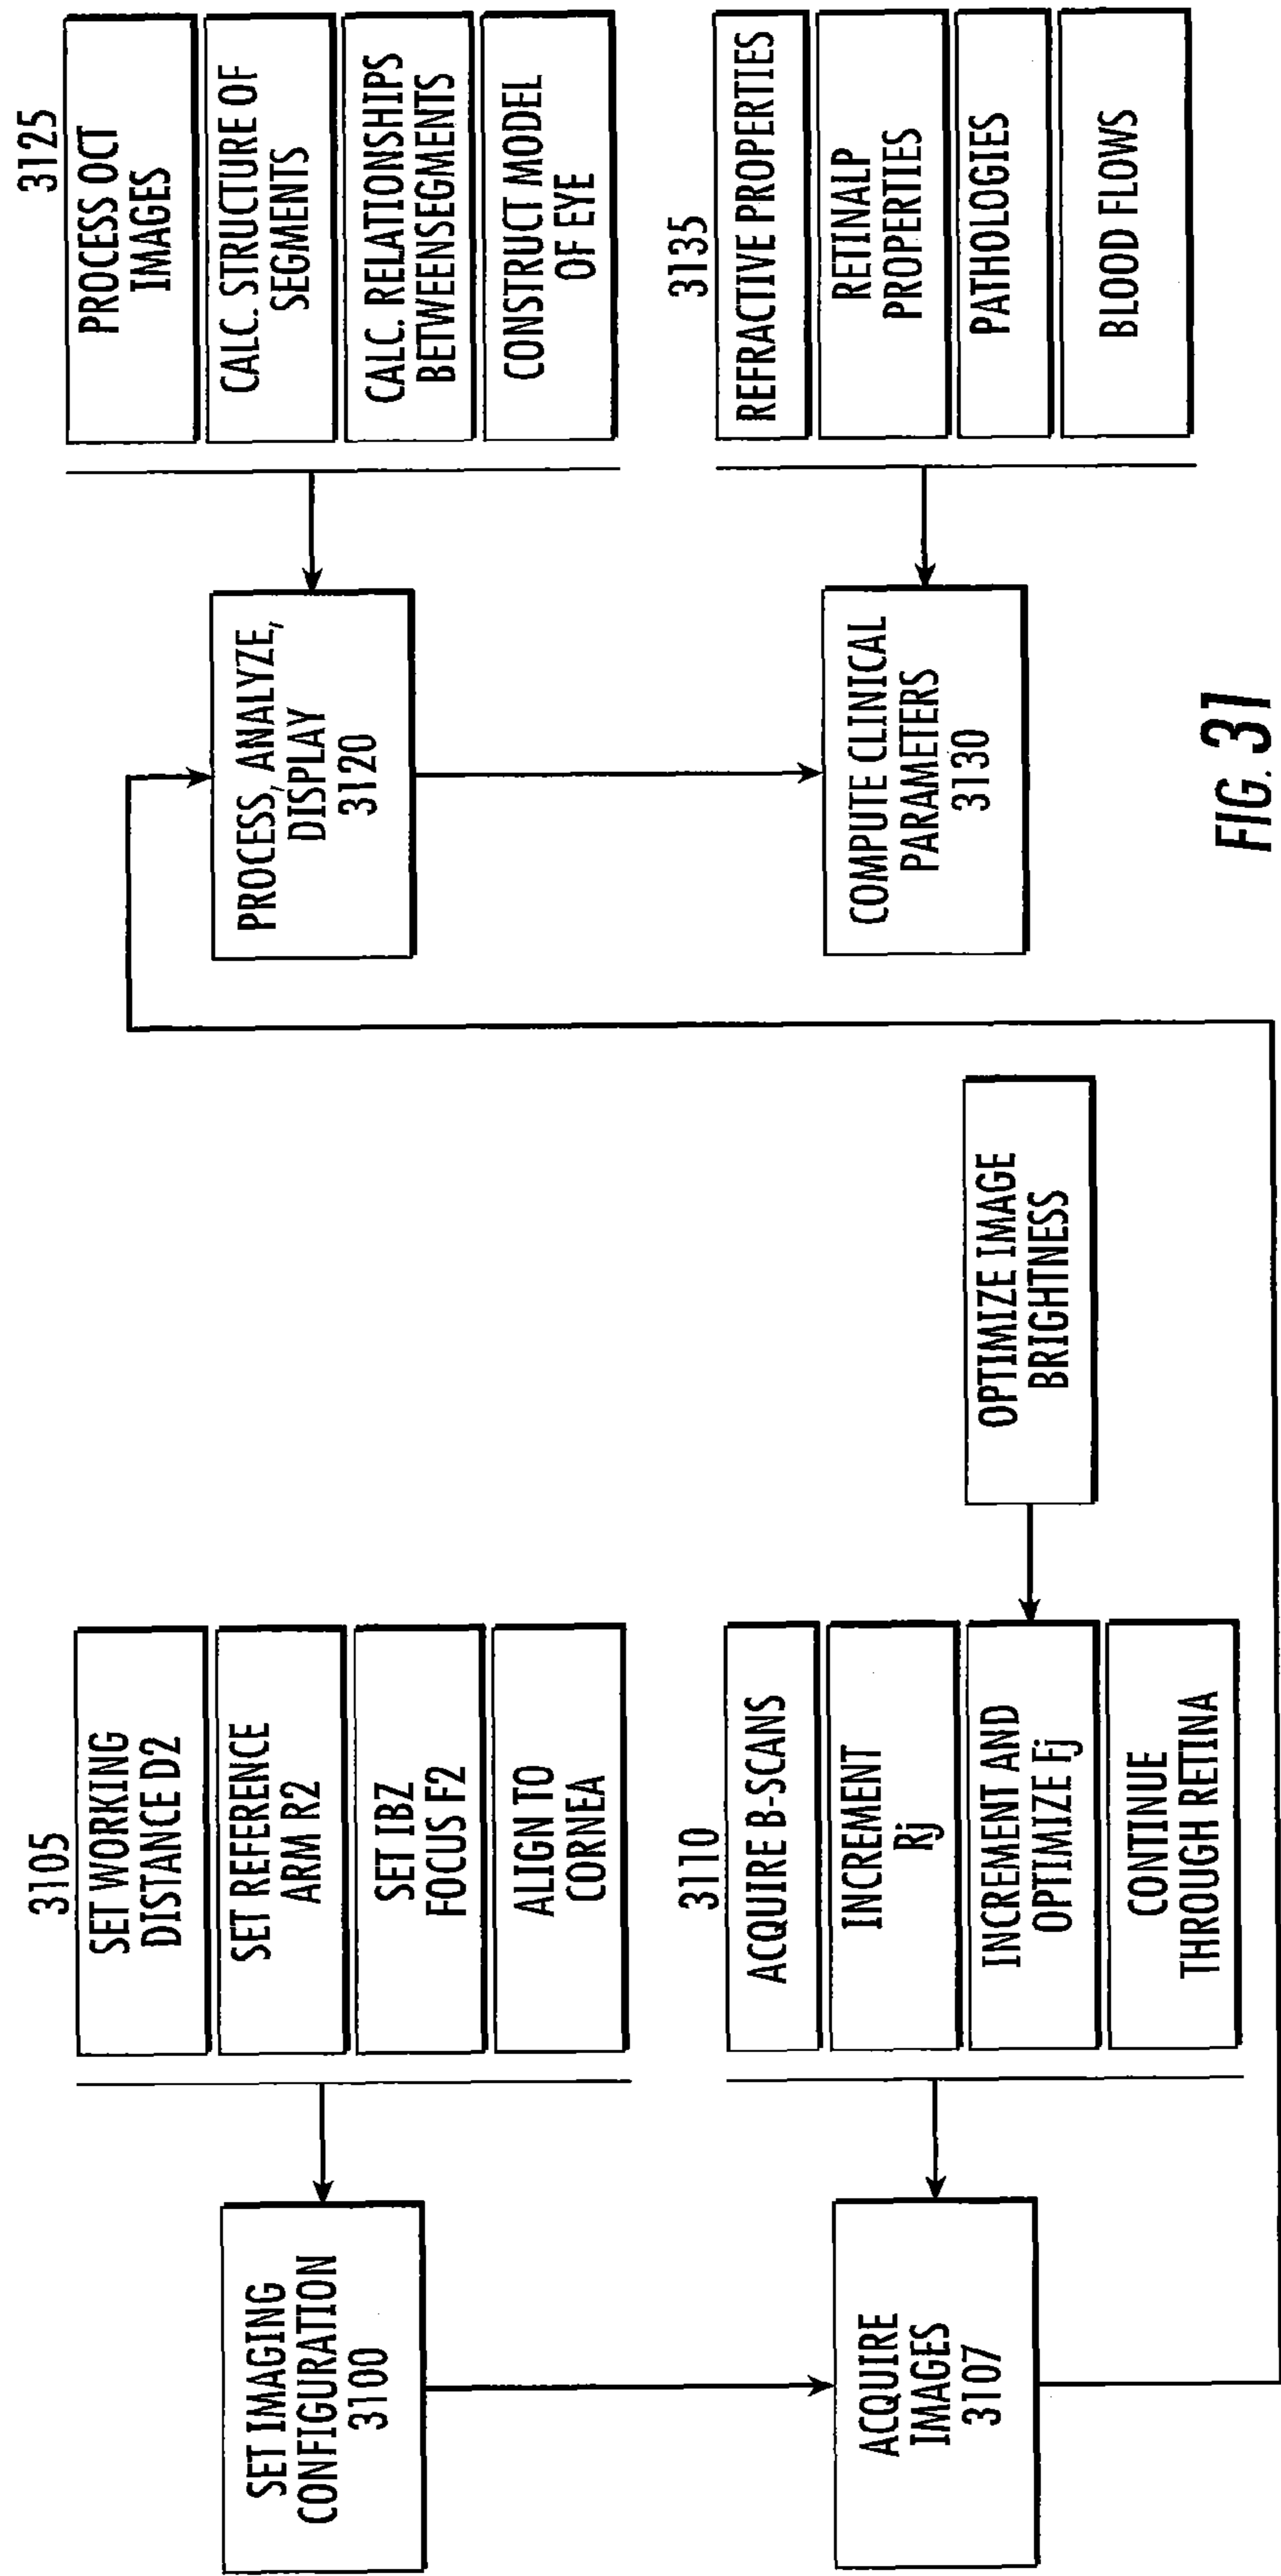 SET IMAGING
CONFIGURATION
3100
3105
SET WORKING
DISTANCE D2
SET REFERENCE
ARM R2
SET IBZ
FOCUS F2
ALIGN TO
CORNEA
ACQUIRE
IMAGES
3107
3110
ACQUIRE B-SCANS
INCREMENT
Rj
INCREMENT AND
OPTIMIZE Fj
CONTINUE
THROUGH RETINA
OPTIMIZE IMAGE
BRIGHTNESS
PROCESS, ANALYZE,
DISPLAY
3120
3125
PROCESS OCT
IMAGES
CALC. STRUCTURE OF
SEGMENTS
CALC. RELATIONSHIPS
BETWEENSEGMENTS
CONSTRUCT MODEL
OF EYE
COMPUTE CLINICAL
PARAMETERS
3130
3135
REFRACTIVE PROPERTIES
RETINALP
PROPERTIES
PATHOLOGIES
BLOOD FLOWS
FIG. 31